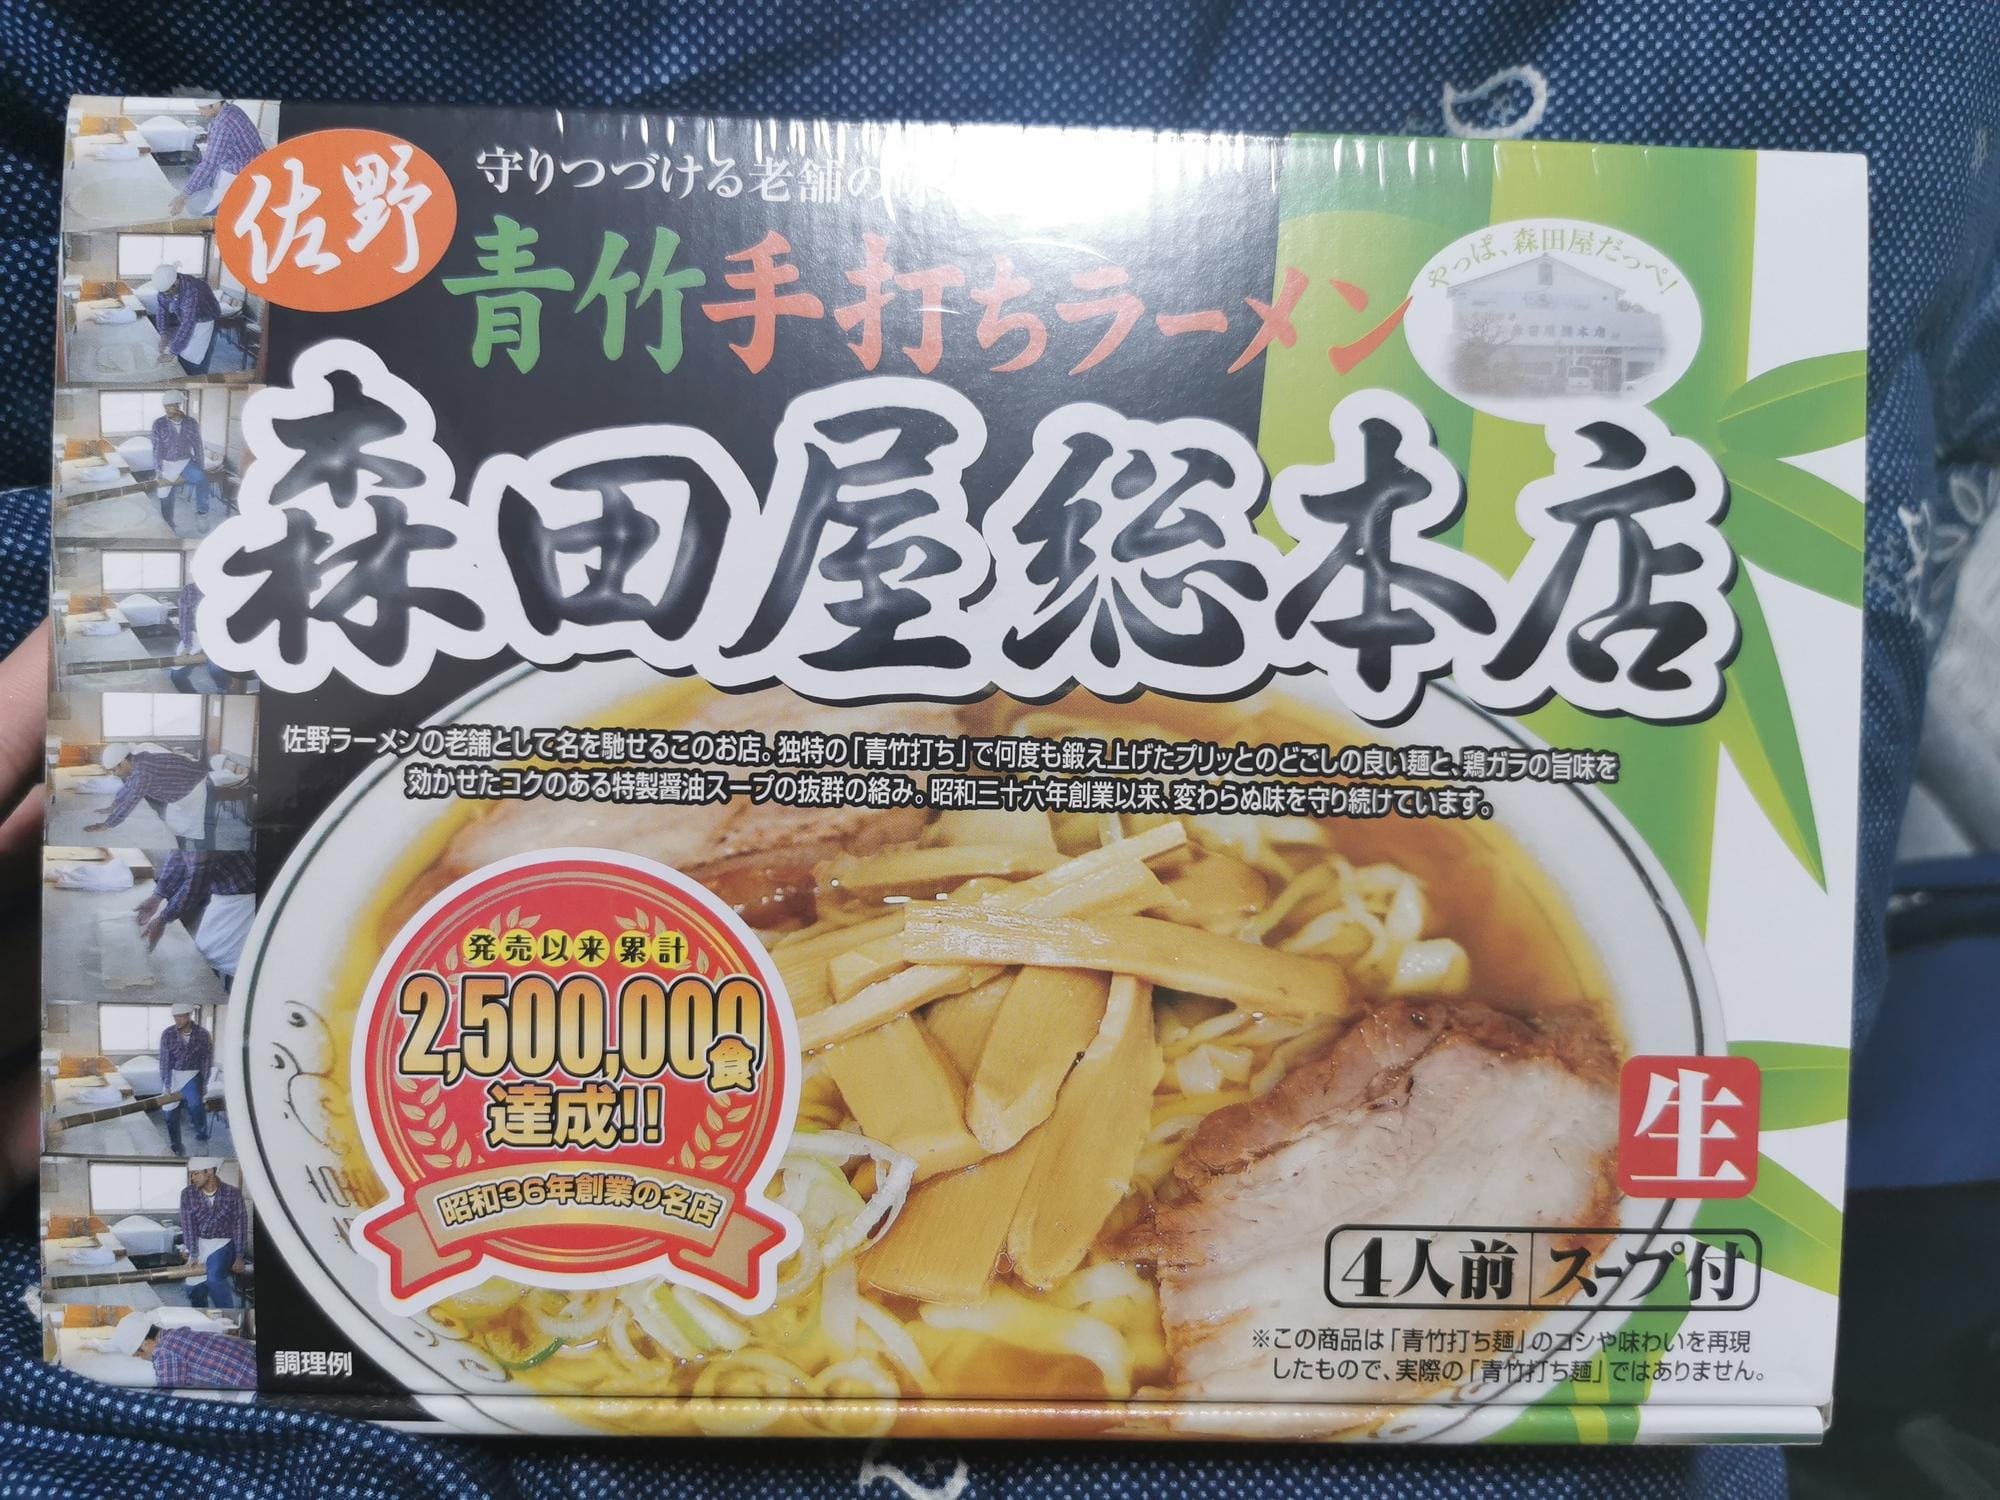 佐野
守りつづける老舗の
青竹手打ちラーメン
やっぱ、森田屋だっぺ!
森田屋総本店
佐野ラーメンの老舗として名を馳せるこのお店。独特の「青竹打ち」で何度も鍛え上げたプリッとのどごしの良い麺と、鶏ガラの旨味を
効かせたコクのある特製醤油スープの抜群の絡み。昭和三十六年創業以来、変わらぬ味を守り続けています。
発売以来累計
2,500,000食
達成!!
昭和36年創業の名店
生
4人前 スープ付
※この商品は「青竹打ち麺」のコシや味わいを再現
したもので、実際の「青竹打ち麺」ではありません。
調理例